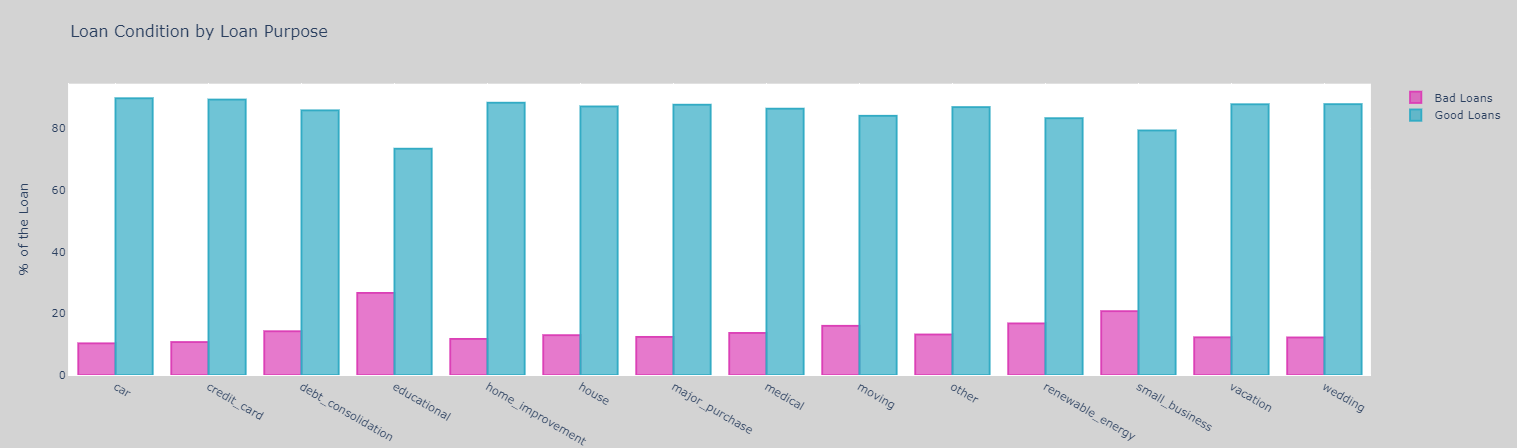 Loan Condition by Loan Purpose
Bad Loans
Good Loans
% of the Loan
80
60
40
20
0
car
credit_card
debt_consolidation
educational
home_improvement
house
major_purchase
medical
moving
other
renewable_energy
small_business
vacation
wedding